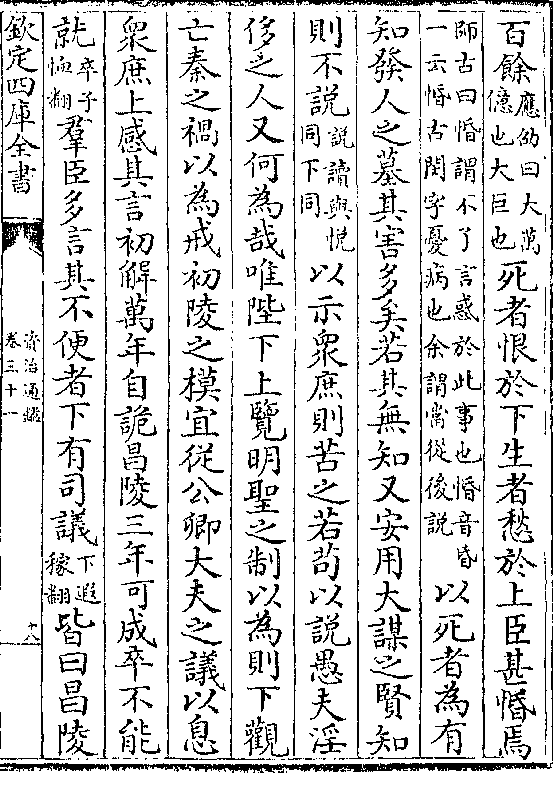 百餘應劭曰大萬億也大巨也死者恨於下生者愁於上臣甚惛焉
師古曰惛謂不了言惑於此事也惛音昏一云惛古閔字憂病也余謂當從後説以死者為有
知發人之墓其害多矣若其無知又安用大謀之賢知
則不説説讀與悦同下同以示衆庶則苦之若苟以説愚夫淫
侈之人又何為哉唯陛下上覽明聖之制以為則下觀
亡秦之禍以為戒初陵之模宜從公卿大夫之議以息
衆庶上感其言初解萬年自詭昌陵三年可成卒不能
就卒子恤翻羣臣多言其不便者下有司議下遐稼翻皆曰昌陵
欽定四庫全書
資治通鑑
卷三十一
十八